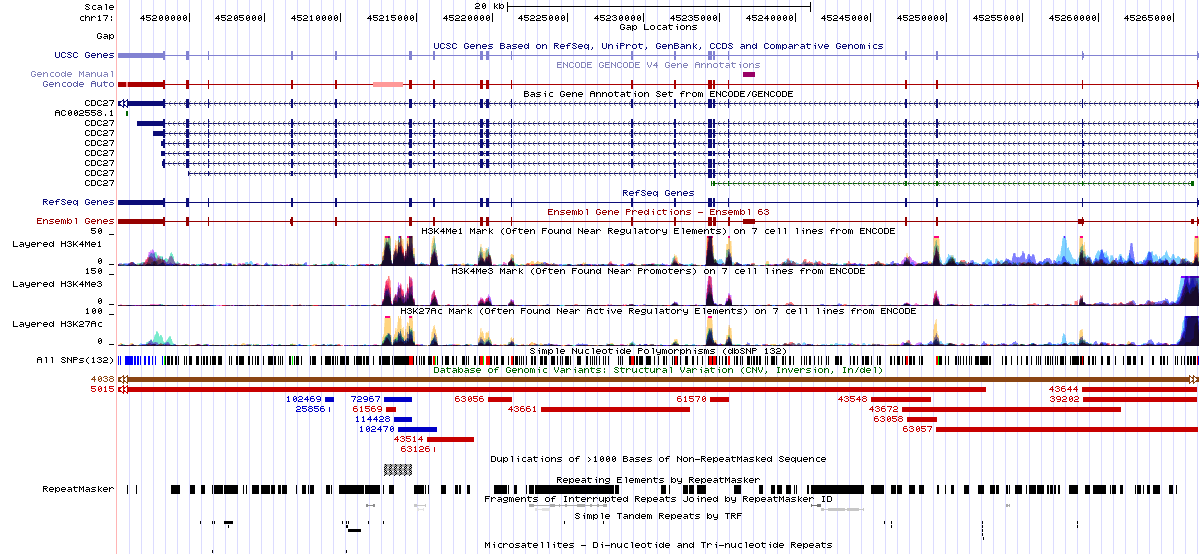 Scale 20 kb
chr17: 45200000 45205000 45210000 45215000 45220000 45225000 45230000 45235000 45240000 45245000 45250000 45255000 45260000 45265000
Gap Locations
Gap
UCSC Genes Based on RefSeq, UniProt, GenBank, CCDS and Comparative Genomics
UCSC Genes
ENCODE GENCODE V4 Gene Annotations
Gencode Manual
Gencode Auto
Basic Gene Annotation Set from ENCODE/GENCODE
CDC27
AC002558.1
CDC27
CDC27
CDC27
CDC27
CDC27
CDC27
CDC27
RefSeq Genes
RefSeq Genes
Ensembl Gene Predictions - Ensembl 63
Ensembl Genes
H3K4Me1 Mark (Often Found Near Regulatory Elements) on 7 cell lines from ENCODE
50
Layered H3K4Me1
0
H3K4Me3 Mark (Often Found Near Promoters) on 7 cell lines from ENCODE
150
Layered H3K4Me3
0
H3K27Ac Mark (Often Found Near Active Regulatory Elements) on 7 cell lines from ENCODE
100
Layered H3K27Ac
0
Simple Nucleotide Polymorphisms (dbSNP 132)
All SNPs(132)
Database of Genomic Variants: Structural Variation (CNV, Inversion, In/del)
4038
5015 43644
102469 72967 63056 61570 43548 39202
25856 61569 43661 43672
114428 63058
102470 63057
43514
63126
Duplications of >1000 Bases of Non-RepeatMasked Sequence
Repeating Elements by RepeatMasker
RepeatMasker
Fragments of Interrupted Repeats Joined by RepeatMasker ID
Simple Tandem Repeats by TRF
Microsatellites - Di-nucleotide and Tri-nucleotide Repeats